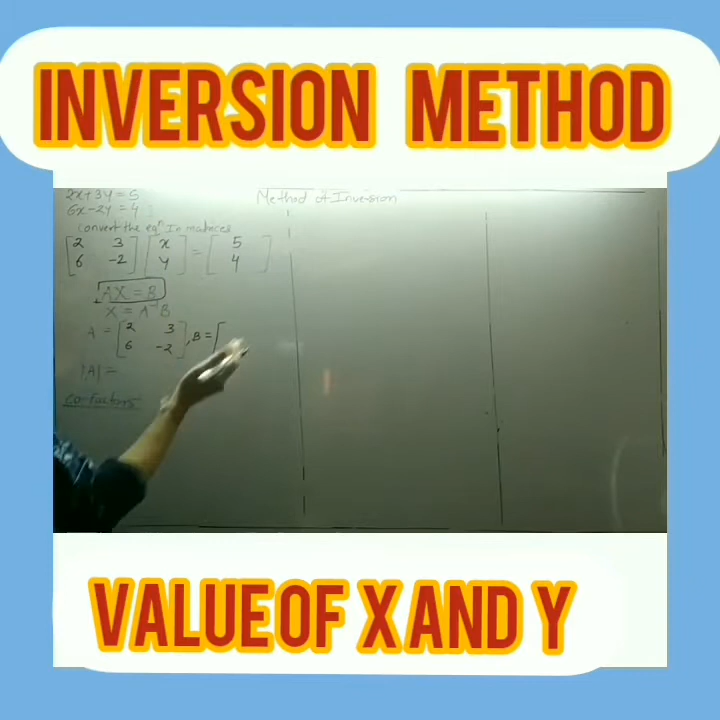 INVERSION METHOD
Method of Inversion
2x+3y=5
6x-2y=4
convert the eqⁿ In matrices
[2 3] [x] = [5]
[6 -2] [y] [4]
AX = B
X = A⁻¹B
A = [2 3], B = [
[6 -2]
|A| =
Co-Factors
VALUE OF X AND Y